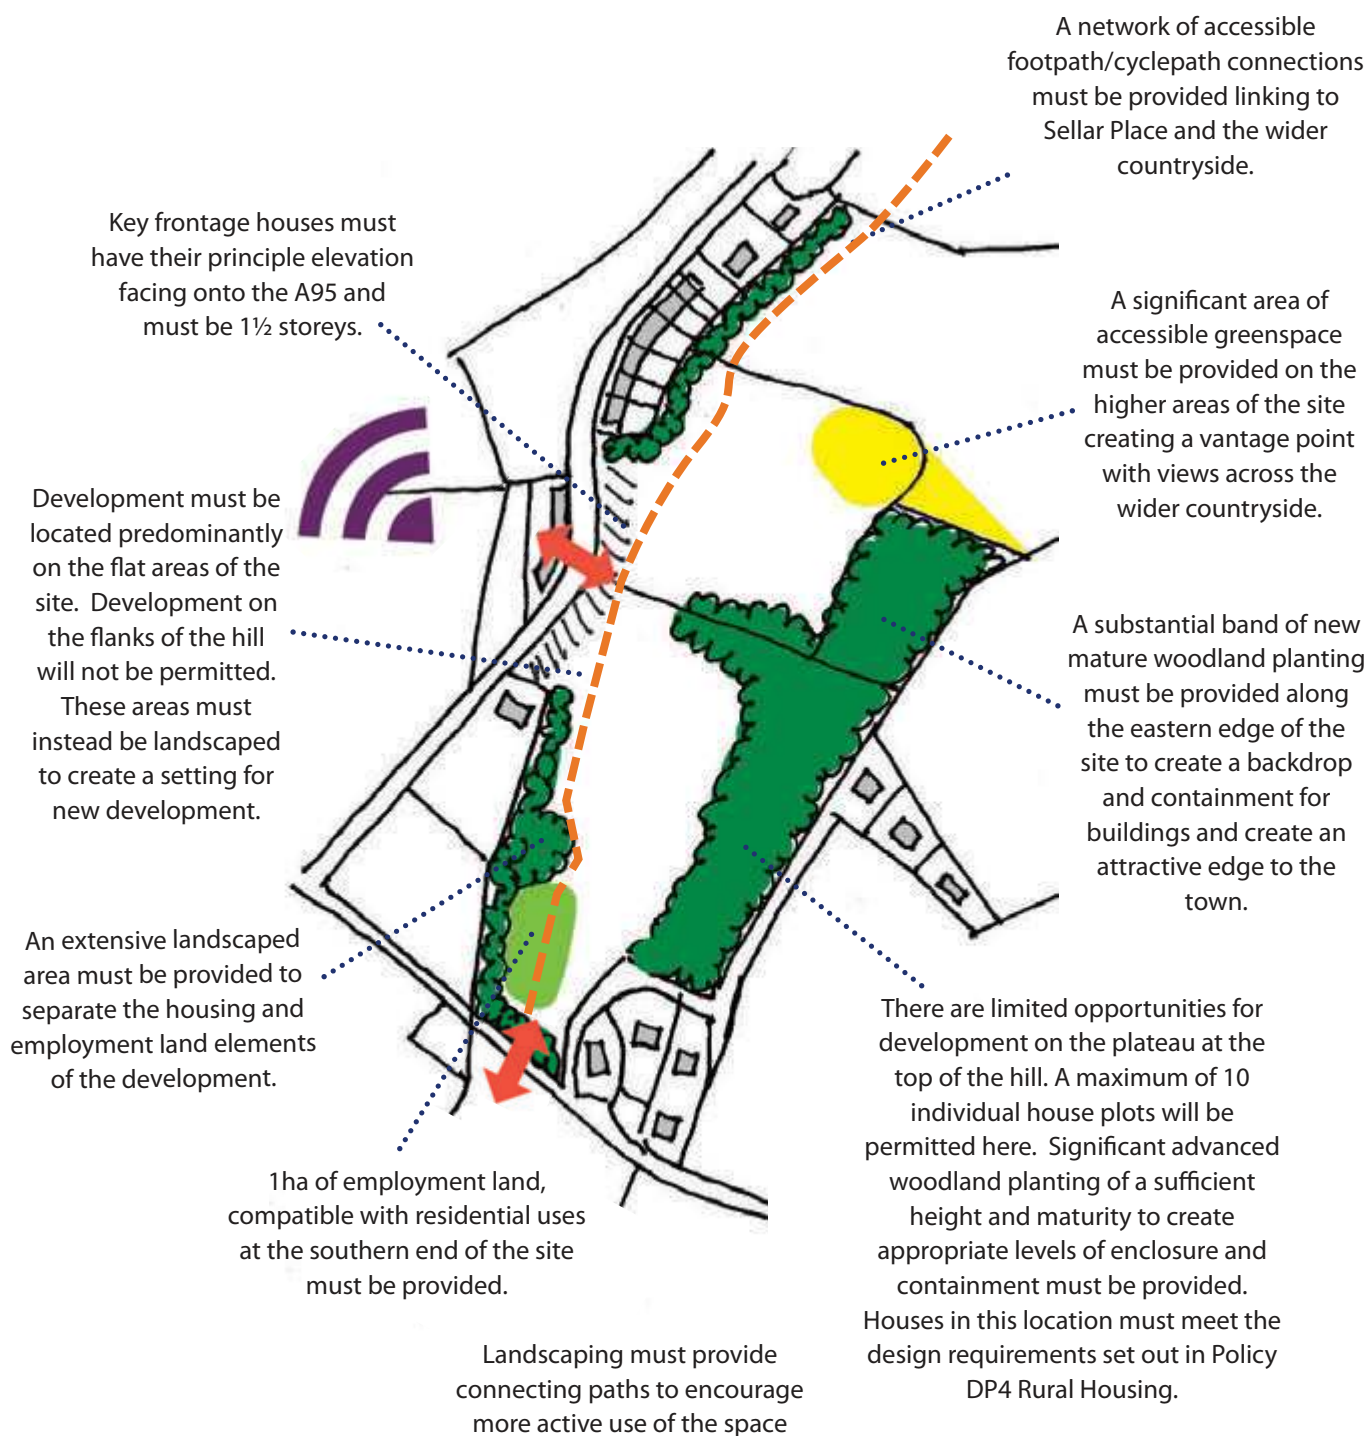 A network of accessible
footpath/cyclepath connections
must be provided linking to
Sellar Place and the wider
countryside.
Key frontage houses must
have their principle elevation
facing onto the A95 and
must be 1½ storeys.
A significant area of
accessible greenspace
must be provided on the
higher areas of the site
creating a vantage point
with views across the
wider countryside.
Development must be
located predominantly
on the flat areas of the
site.  Development on
the flanks of the hill
will not be permitted.
These areas must
instead be landscaped
to create a setting for
new development.
A substantial band of new
mature woodland planting
must be provided along
the eastern edge of the
site to create a backdrop
and containment for
buildings and create an
attractive edge to the
town.
An extensive landscaped
area must be provided to
separate the housing and
employment land elements
of the development.
There are limited opportunities for
development on the plateau at the
top of the hill. A maximum of 10
individual house plots will be
permitted here.  Significant advanced
woodland planting of a sufficient
height and maturity to create
appropriate levels of enclosure and
containment must be provided.
Houses in this location must meet the
design requirements set out in Policy
DP4 Rural Housing.
1ha of employment land,
compatible with residential uses
at the southern end of the site
must be provided.
Landscaping must provide
connecting paths to encourage
more active use of the space